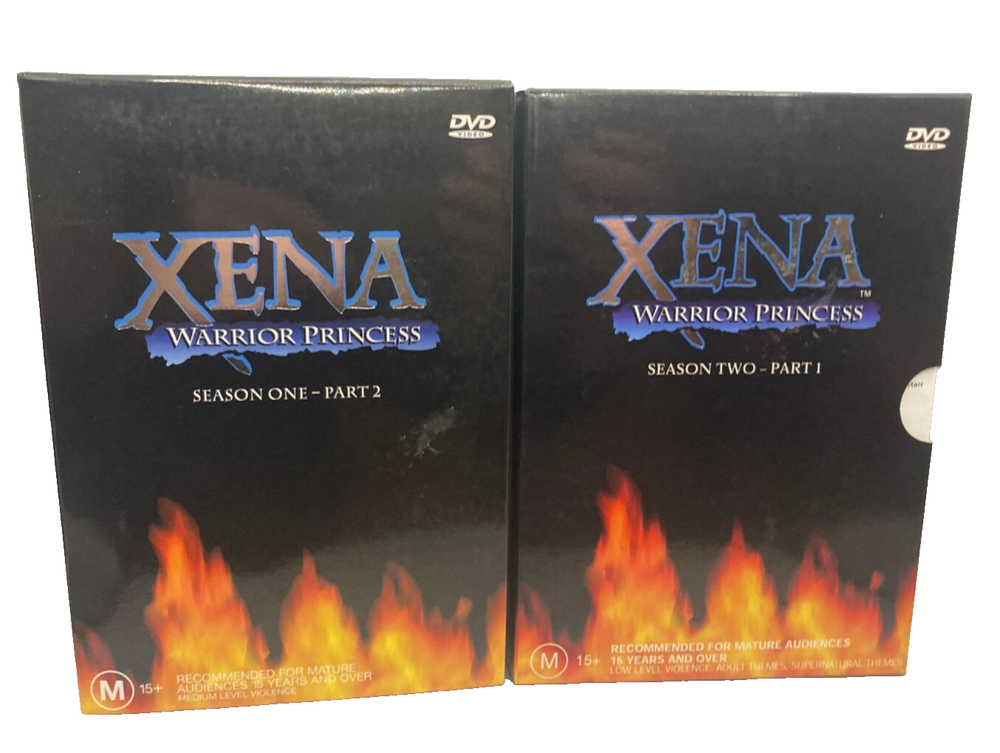 DVD
VIDEO
XENA
WARRIOR PRINCESS
SEASON ONE – PART 2
M 15+
RECOMMENDED FOR MATURE
AUDIENCES 15 YEARS AND OVER
MEDIUM LEVEL VIOLENCE
DVD
VIDEO
XENA
TM
WARRIOR PRINCESS
SEASON TWO – PART 1
M 15+
RECOMMENDED FOR MATURE AUDIENCES
15 YEARS AND OVER
LOW LEVEL VIOLENCE, ADULT THEMES, SUPERNATURAL THEMES